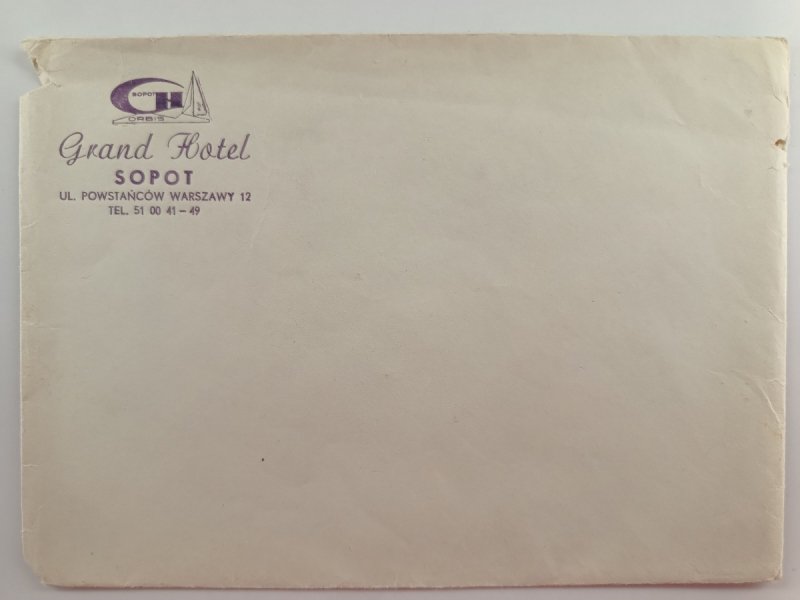 SOPOT
GH
ORBIS
Grand Hotel
SOPOT
UL. POWSTAŃCÓW WARSZAWY 12
TEL. 51 00 41 – 49